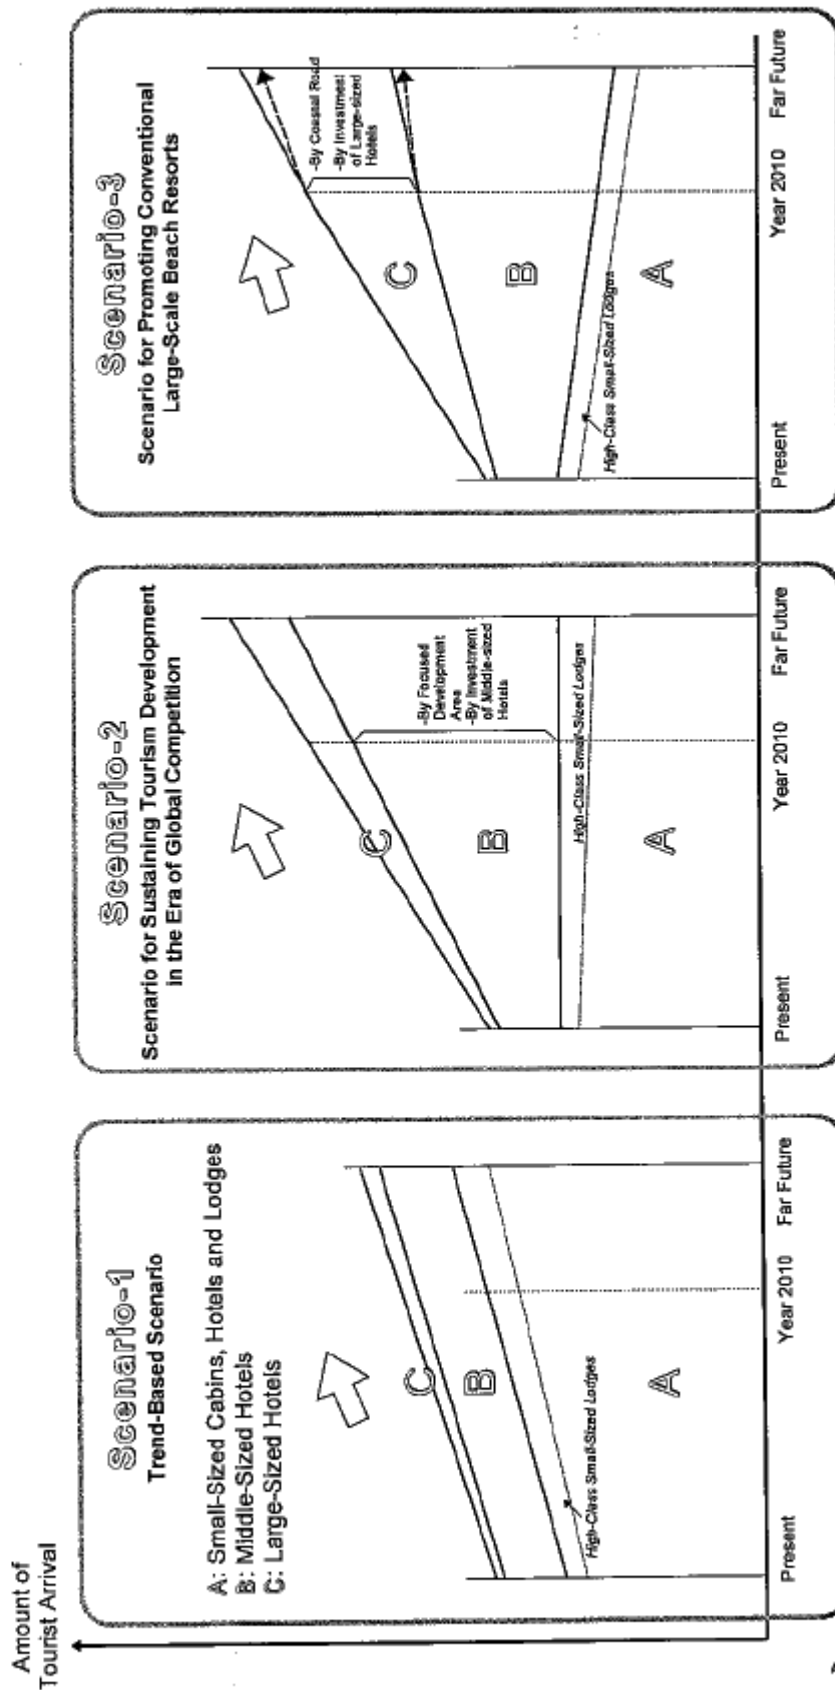 Amount of
Tourist Arrival
Scenario-1
Trend-Based Scenario
A: Small-Sized Cabins, Hotels and Lodges
B: Middle-Sized Hotels
C: Large-Sized Hotels
C
B
High-Class Small-Sized Lodges
A
Present
Year 2010
Far Future
Scenario-2
Scenario for Sustaining Tourism Development
in the Era of Global Competition
C
B
-By Focused
Development
Area
-By Investment
of Middle-sized
Hotels
High-Class Small-Sized Lodges
A
Present
Year 2010
Far Future
Scenario-3
Scenario for Promoting Conventional
Large-Scale Beach Resorts
C
-By Coastal Road
-By Investment
of Large-sized
Hotels
B
High-Class Small-Sized Lodges
A
Present
Year 2010
Far Future